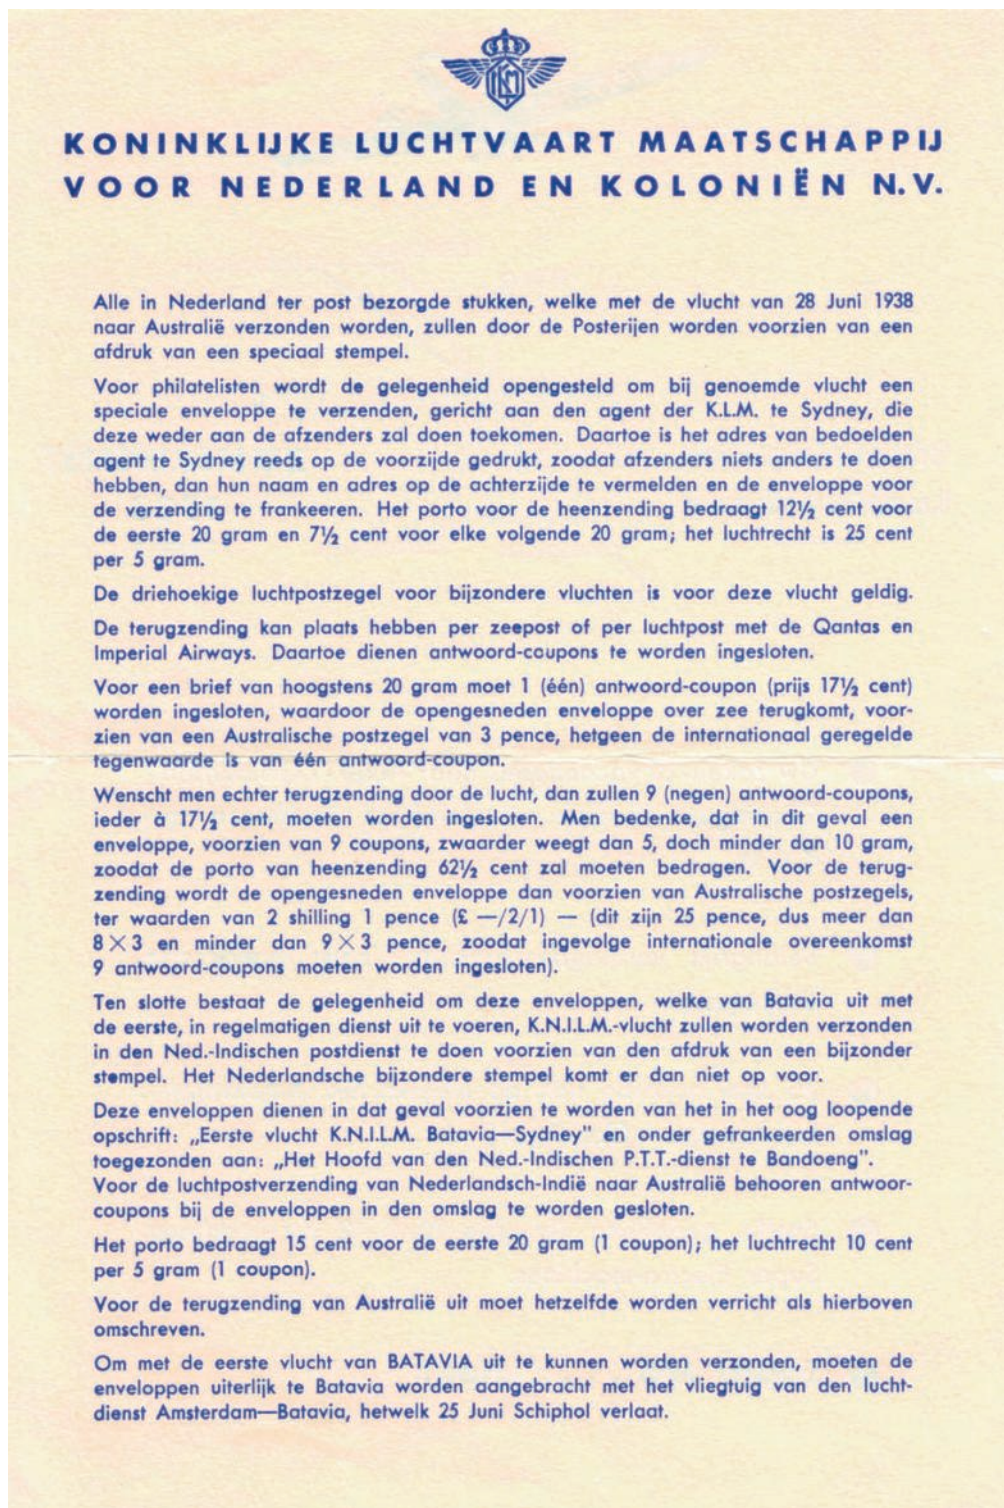 KLM
KONINKLIJKE LUCHTVAART MAATSCHAPPIJ
VOOR NEDERLAND EN KOLONIËN N.V.
Alle in Nederland ter post bezorgde stukken, welke met de vlucht van 28 Juni 1938
naar Australië verzonden worden, zullen door de Posterijen worden voorzien van een
afdruk van een speciaal stempel.
Voor philatelisten wordt de gelegenheid opengesteld om bij genoemde vlucht een
speciale enveloppe te verzenden, gericht aan den agent der K.L.M. te Sydney, die
deze weder aan de afzenders zal doen toekomen. Daartoe is het adres van bedoelden
agent te Sydney reeds op de voorzijde gedrukt, zoodat afzenders niets anders te doen
hebben, dan hun naam en adres op de achterzijde te vermelden en de enveloppe voor
de verzending te frankeeren. Het porto voor de heenzending bedraagt 12½ cent voor
de eerste 20 gram en 7½ cent voor elke volgende 20 gram; het luchtrecht is 25 cent
per 5 gram.
De driehoekige luchtpostzegel voor bijzondere vluchten is voor deze vlucht geldig.
De terugzending kan plaats hebben per zeepost of per luchtpost met de Qantas en
Imperial Airways. Daartoe dienen antwoord-coupons te worden ingesloten.
Voor een brief van hoogstens 20 gram moet 1 (één) antwoord-coupon (prijs 17½ cent)
worden ingesloten, waardoor de opengesneden enveloppe over zee terugkomt, voor-
zien van een Australische postzegel van 3 pence, hetgeen de internationaal geregelde
tegenwaarde is van één antwoord-coupon.
Wenscht men echter terugzending door de lucht, dan zullen 9 (negen) antwoord-coupons,
ieder à 17½ cent, moeten worden ingesloten. Men bedenke, dat in dit geval een
enveloppe, voorzien van 9 coupons, zwaarder weegt dan 5, doch minder dan 10 gram,
zoodat de porto van heenzending 62½ cent zal moeten bedragen. Voor de terug-
zending wordt de opengesneden enveloppe dan voorzien van Australische postzegels,
ter waarden van 2 shilling 1 pence (£ —/2/1) — (dit zijn 25 pence, dus meer dan
8 × 3 en minder dan 9 × 3 pence, zoodat ingevolge internationale overeenkomst
9 antwoord-coupons moeten worden ingesloten).
Ten slotte bestaat de gelegenheid om deze enveloppen, welke van Batavia uit met
de eerste, in regelmatigen dienst uit te voeren, K.N.I.L.M.-vlucht zullen worden verzonden
in den Ned.-Indischen postdienst te doen voorzien van den afdruk van een bijzonder
stempel. Het Nederlandsche bijzondere stempel komt er dan niet op voor.
Deze enveloppen dienen in dat geval voorzien te worden van het in het oog loopende
opschrift: „Eerste vlucht K.N.I.L.M. Batavia—Sydney" en onder gefrankeerden omslag
toegezonden aan: „Het Hoofd van den Ned.-Indischen P.T.T.-dienst te Bandoeng".
Voor de luchtpostverzending van Nederlandsch-Indië naar Australië behooren antwoor-
coupons bij de enveloppen in den omslag te worden gesloten.
Het porto bedraagt 15 cent voor de eerste 20 gram (1 coupon); het luchtrecht 10 cent
per 5 gram (1 coupon).
Voor de terugzending van Australië uit moet hetzelfde worden verricht als hierboven
omschreven.
Om met de eerste vlucht van BATAVIA uit te kunnen worden verzonden, moeten de
enveloppen uiterlijk te Batavia worden aangebracht met het vliegtuig van den lucht-
dienst Amsterdam—Batavia, hetwelk 25 Juni Schiphol verlaat.